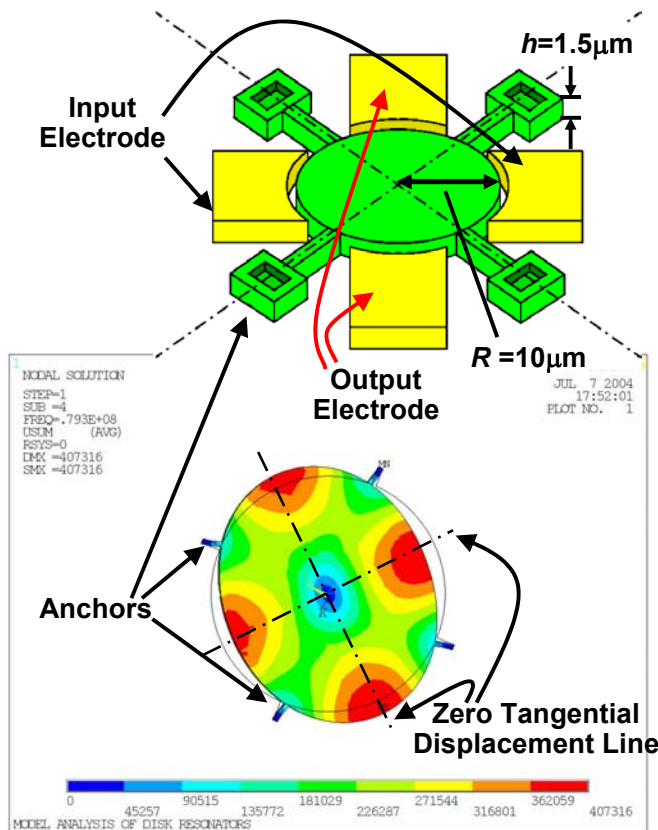 h=1.5μm
Input
Electrode
R =10μm
Output
Electrode
1
NODAL SOLUTION
STEP=1
SUB =4
FREQ=.793E+08
USUM (AVG)
RSYS=0
DMX =407316
SMX =407316
JUL 7 2004
17:52:01
PLOT NO. 1
MN
Anchors
Zero Tangential
Displacement Line
0
45257
90515
135772
181029
226287
271544
316801
362059
407316
MODEL ANALYSIS OF DISK RESONATORS